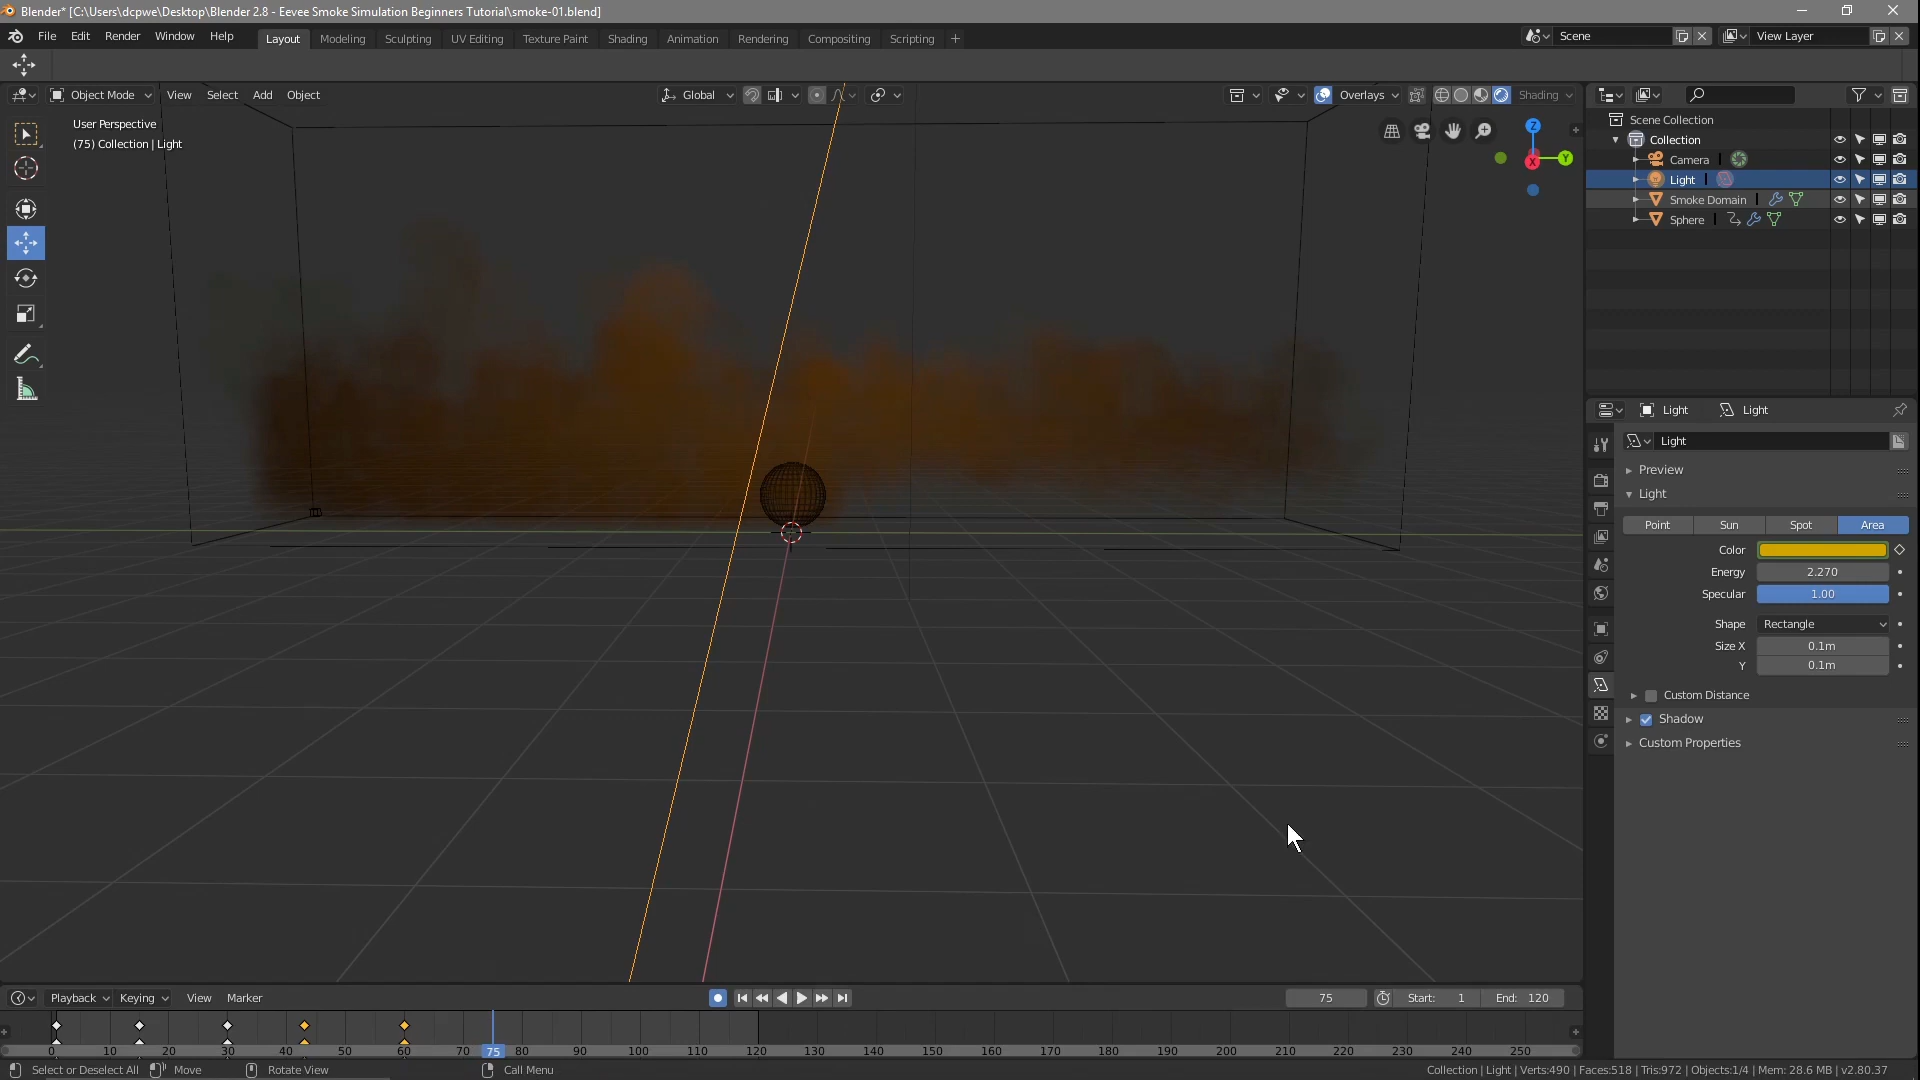 Blender* [C:\Users\dcpwe\Desktop\Blender 2.8 - Eevee Smoke Simulation Beginners Tutorial\smoke-01.blend]
File Edit Render Window Help Layout Modeling Sculpting UV Editing Texture Paint Shading Animation Rendering Compositing Scripting + Scene View Layer
Object Mode View Select Add Object Global Overlays Shading
User Perspective
(75) Collection | Light
Z
Y
X
Scene Collection
Collection
Camera
Light
Smoke Domain
Sphere
Light Light
Light
Preview
Light
Point Sun Spot Area
Color
Energy 2.270
Specular 1.00
Shape Rectangle
Size X 0.1m
Y 0.1m
Custom Distance
Shadow
Custom Properties
Playback Keying View Marker 75 Start: 1 End: 120
0 10 20 30 40 50 60 70 75 80 90 100 110 120 130 140 150 160 170 180 190 200 210 220 230 240 250
Select or Deselect All Move Rotate View Call Menu Collection | Light | Verts:490 | Faces:518 | Tris:972 | Objects:1/4 | Mem: 28.6 MB | v2.80.37